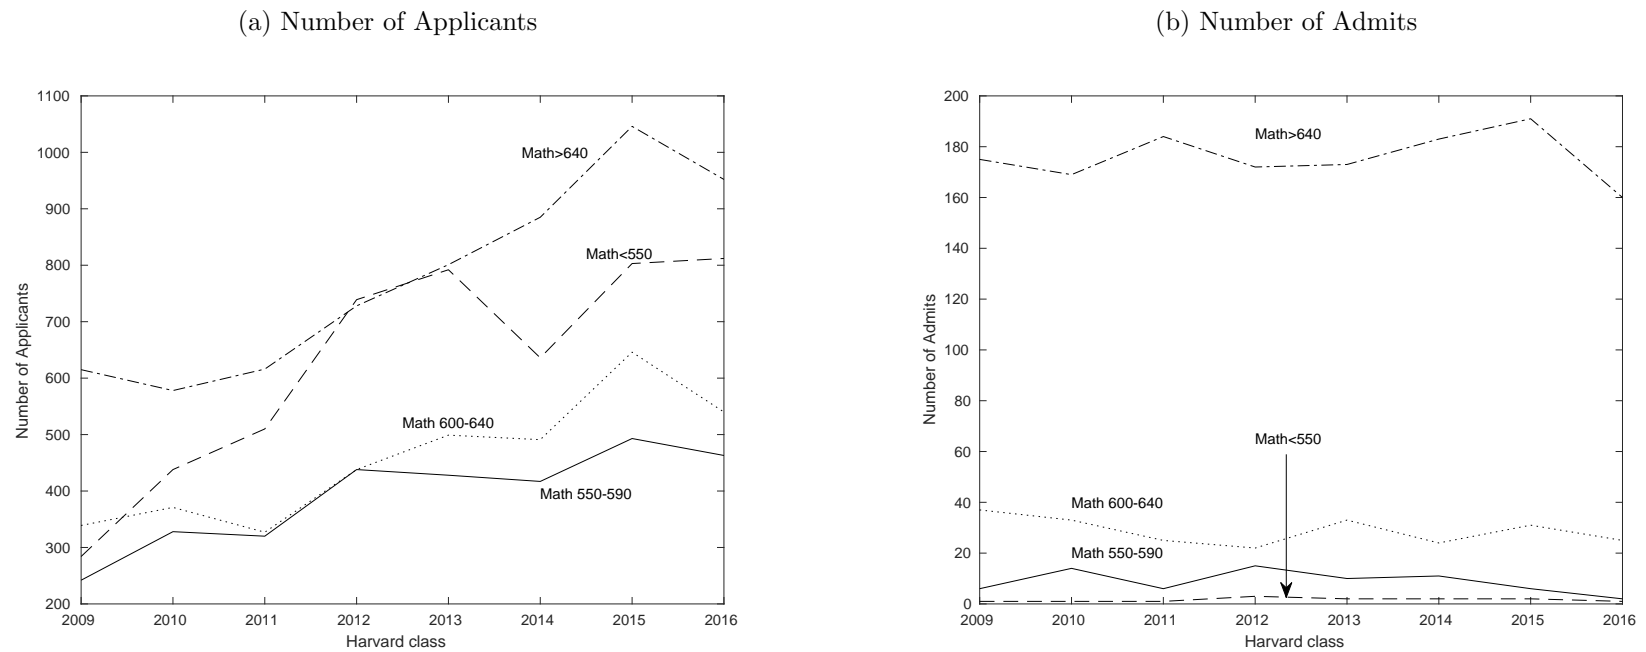 (a) Number of Applicants
1100
1000
900
800
700
600
500
400
300
200
Number of Applicants
Math>640
Math<550
Math 600-640
Math 550-590
2009 2010 2011 2012 2013 2014 2015 2016
Harvard class
(b) Number of Admits
200
180
160
140
120
100
80
60
40
20
0
Number of Admits
Math>640
Math<550
Math 600-640
Math 550-590
2009 2010 2011 2012 2013 2014 2015 2016
Harvard class